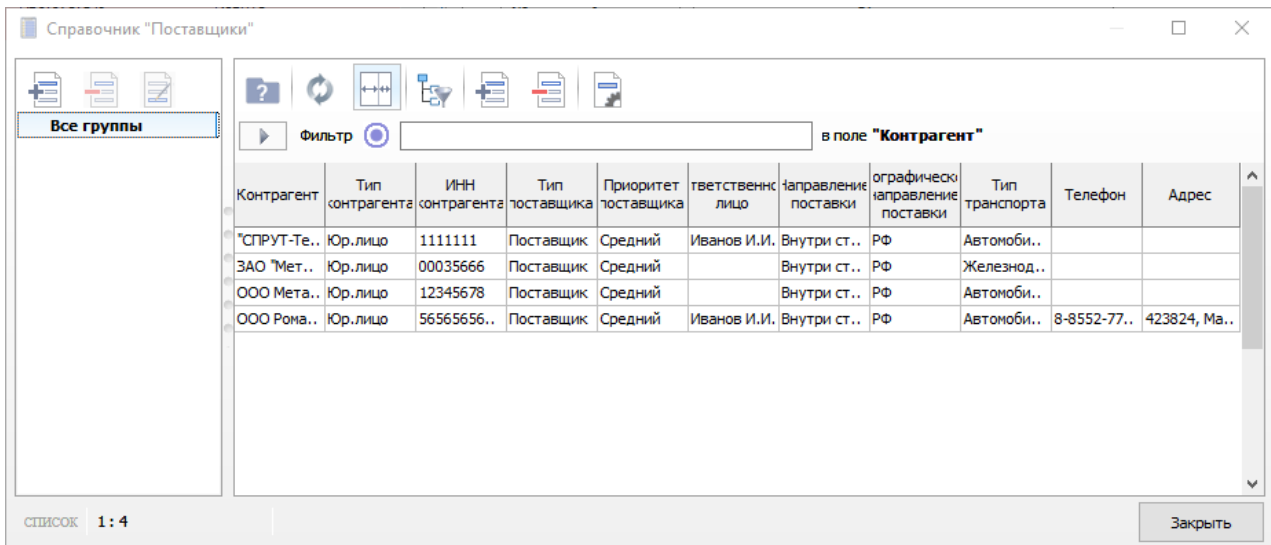 Справочник "Поставщики"
Все группы
Фильтр в поле "Контрагент"
Контрагент Тип контрагента ИНН контрагента Тип поставщика Приоритет поставщика тветственно лицо Направление поставки ографическо направление поставки Тип транспорта Телефон Адрес
"СПРУТ-Те.. Юр.лицо 1111111 Поставщик Средний Иванов И.И. Внутри ст.. РФ Автомоби..
ЗАО "Мет.. Юр.лицо 00035666 Поставщик Средний Внутри ст.. РФ Железнод..
ООО Мета.. Юр.лицо 12345678 Поставщик Средний Внутри ст.. РФ Автомоби..
ООО Рома.. Юр.лицо 56565656.. Поставщик Средний Иванов И.И. Внутри ст.. РФ Автомоби.. 8-8552-77.. 423824, Ма..
СПИСОК 1:4
Закрыть